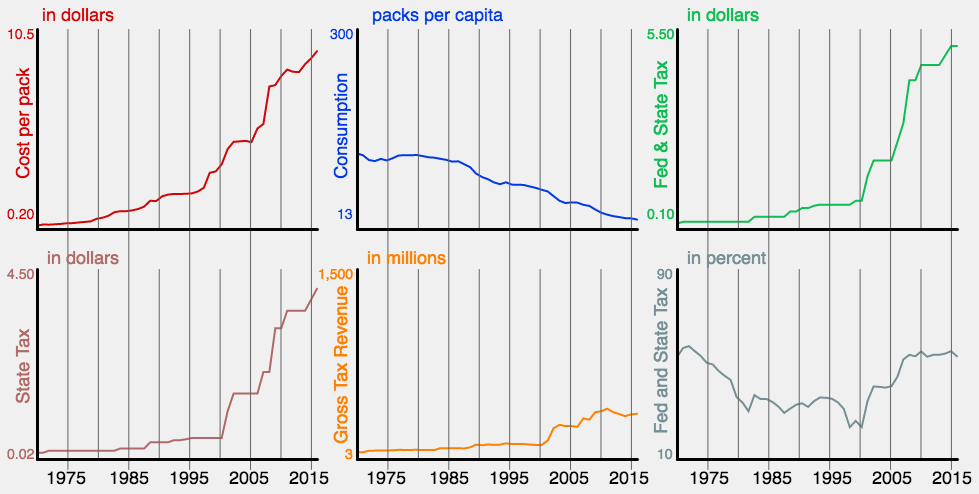 in dollars
10.5
Cost per pack
0.20
packs per capita
300
Consumption
13
in dollars
5.50
Fed & State Tax
0.10
in dollars
4.50
State Tax
0.02
1975 1985 1995 2005 2015
in millions
1,500
Gross Tax Revenue
3
1975 1985 1995 2005 2015
in percent
90
Fed and State Tax
10
1975 1985 1995 2005 2015